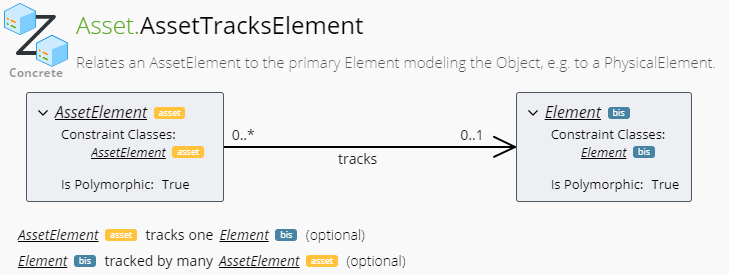 Asset.AssetTracksElement
Concrete
Relates an AssetElement to the primary Element modeling the Object, e.g. to a PhysicalElement.
AssetElement asset
Constraint Classes:
AssetElement asset
Is Polymorphic: True
0..*
0..1
tracks
Element bis
Constraint Classes:
Element bis
Is Polymorphic: True
AssetElement asset tracks one Element bis (optional)
Element bis tracked by many AssetElement asset (optional)